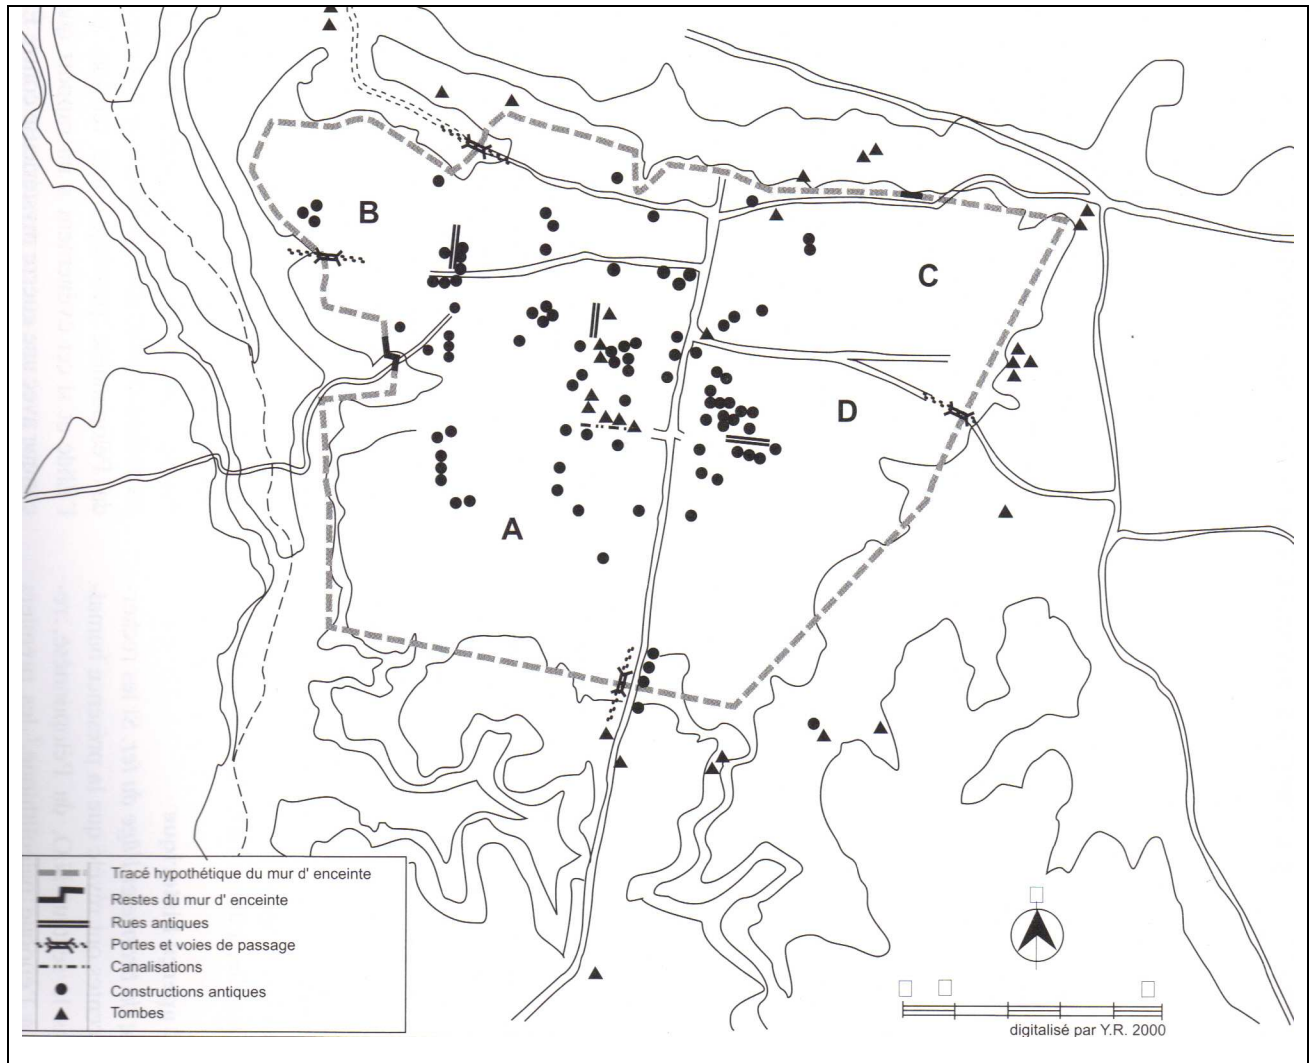 B
C
D
A
Tracé hypothétique du mur d' enceinte
Restes du mur d' enceinte
Rues antiques
Portes et voies de passage
Canalisations
Constructions antiques
Tombes
digitalisé par Y.R. 2000